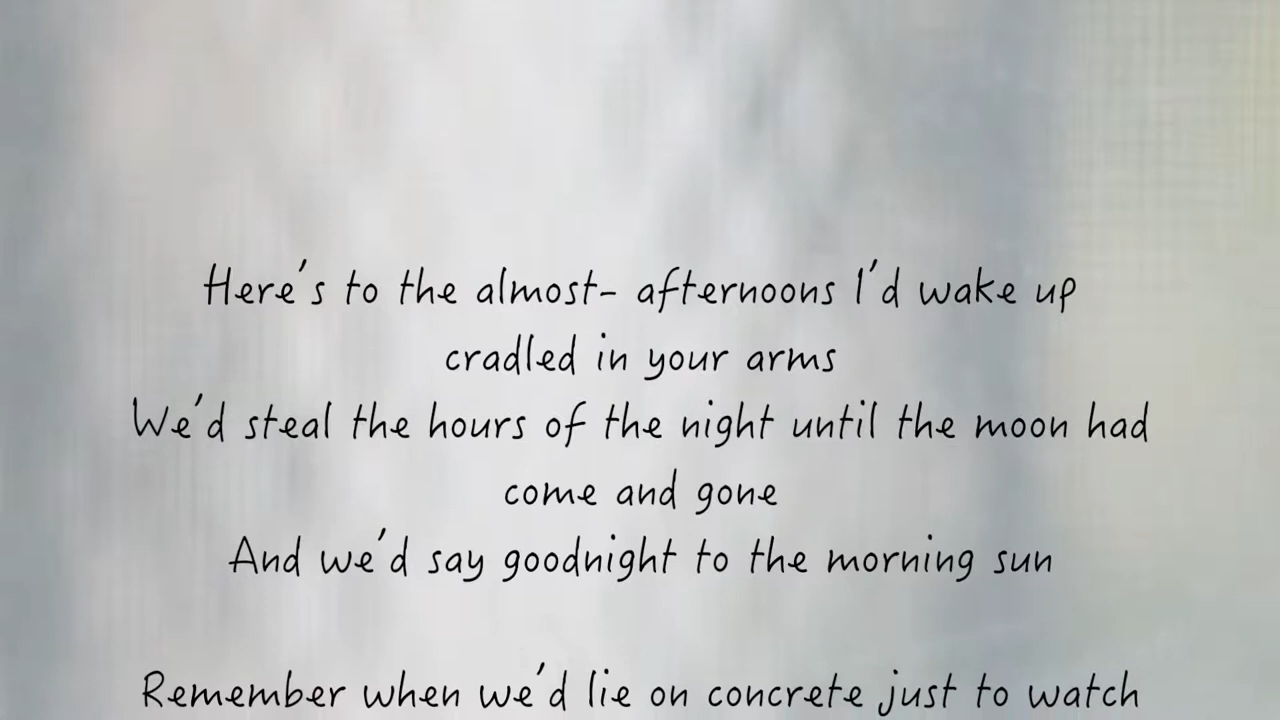 Here's to the almost- afternoons I'd wake up
cradled in your arms
We'd steal the hours of the night until the moon had
come and gone
And we'd say goodnight to the morning sun
Remember when we'd lie on concrete just to watch